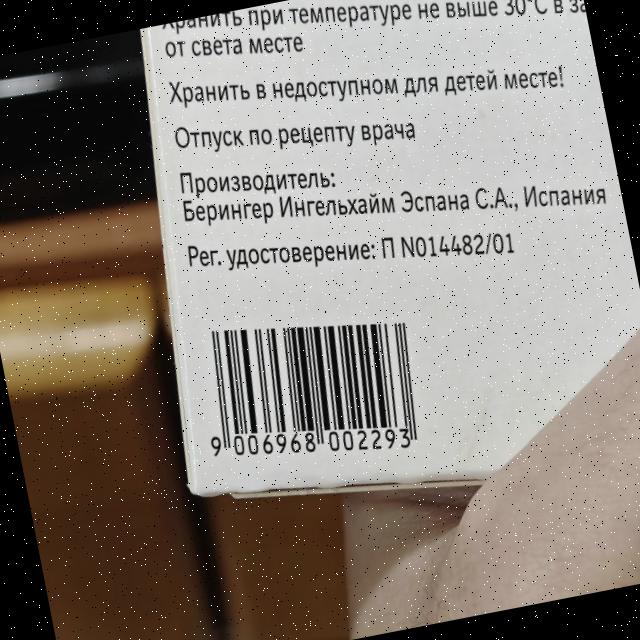 Хранить при температуре не выше 30°С в
от света месте
Хранить в недоступном для детей месте!
Отпуск по рецепту врача
Производитель:
Берингер Ингельхайм Эспана С.А., Испания
Рег. удостоверение: П N014482/01
9 006968 002293